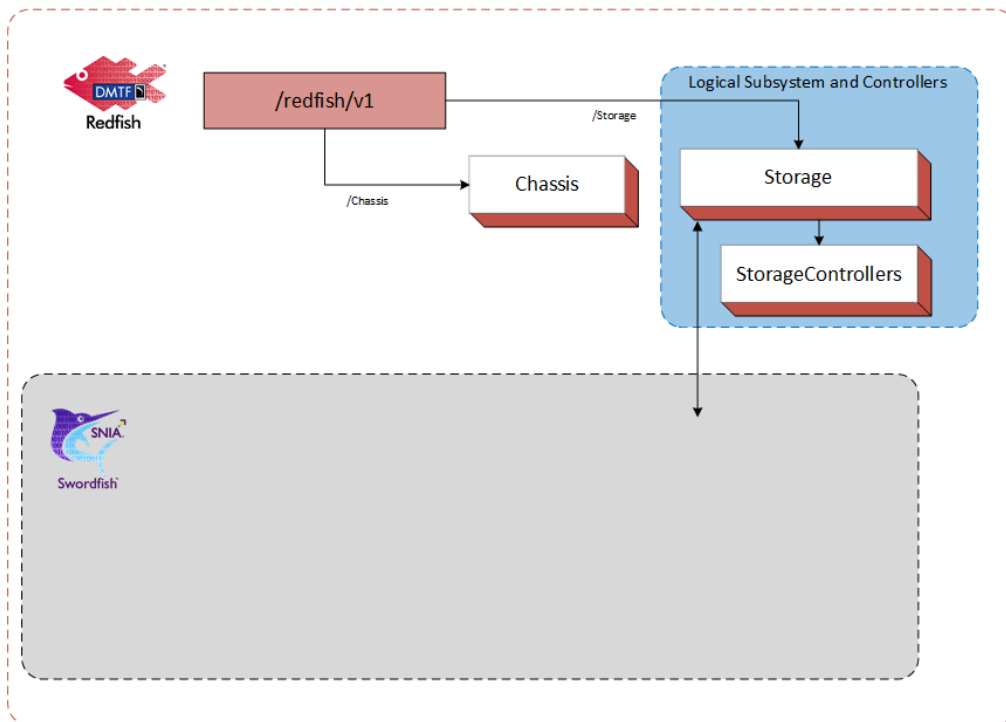 DMTF
Redfish
/redfish/v1
/Storage
/Chassis
Chassis
Logical Subsystem and Controllers
Storage
StorageControllers
SNIA
Swordfish